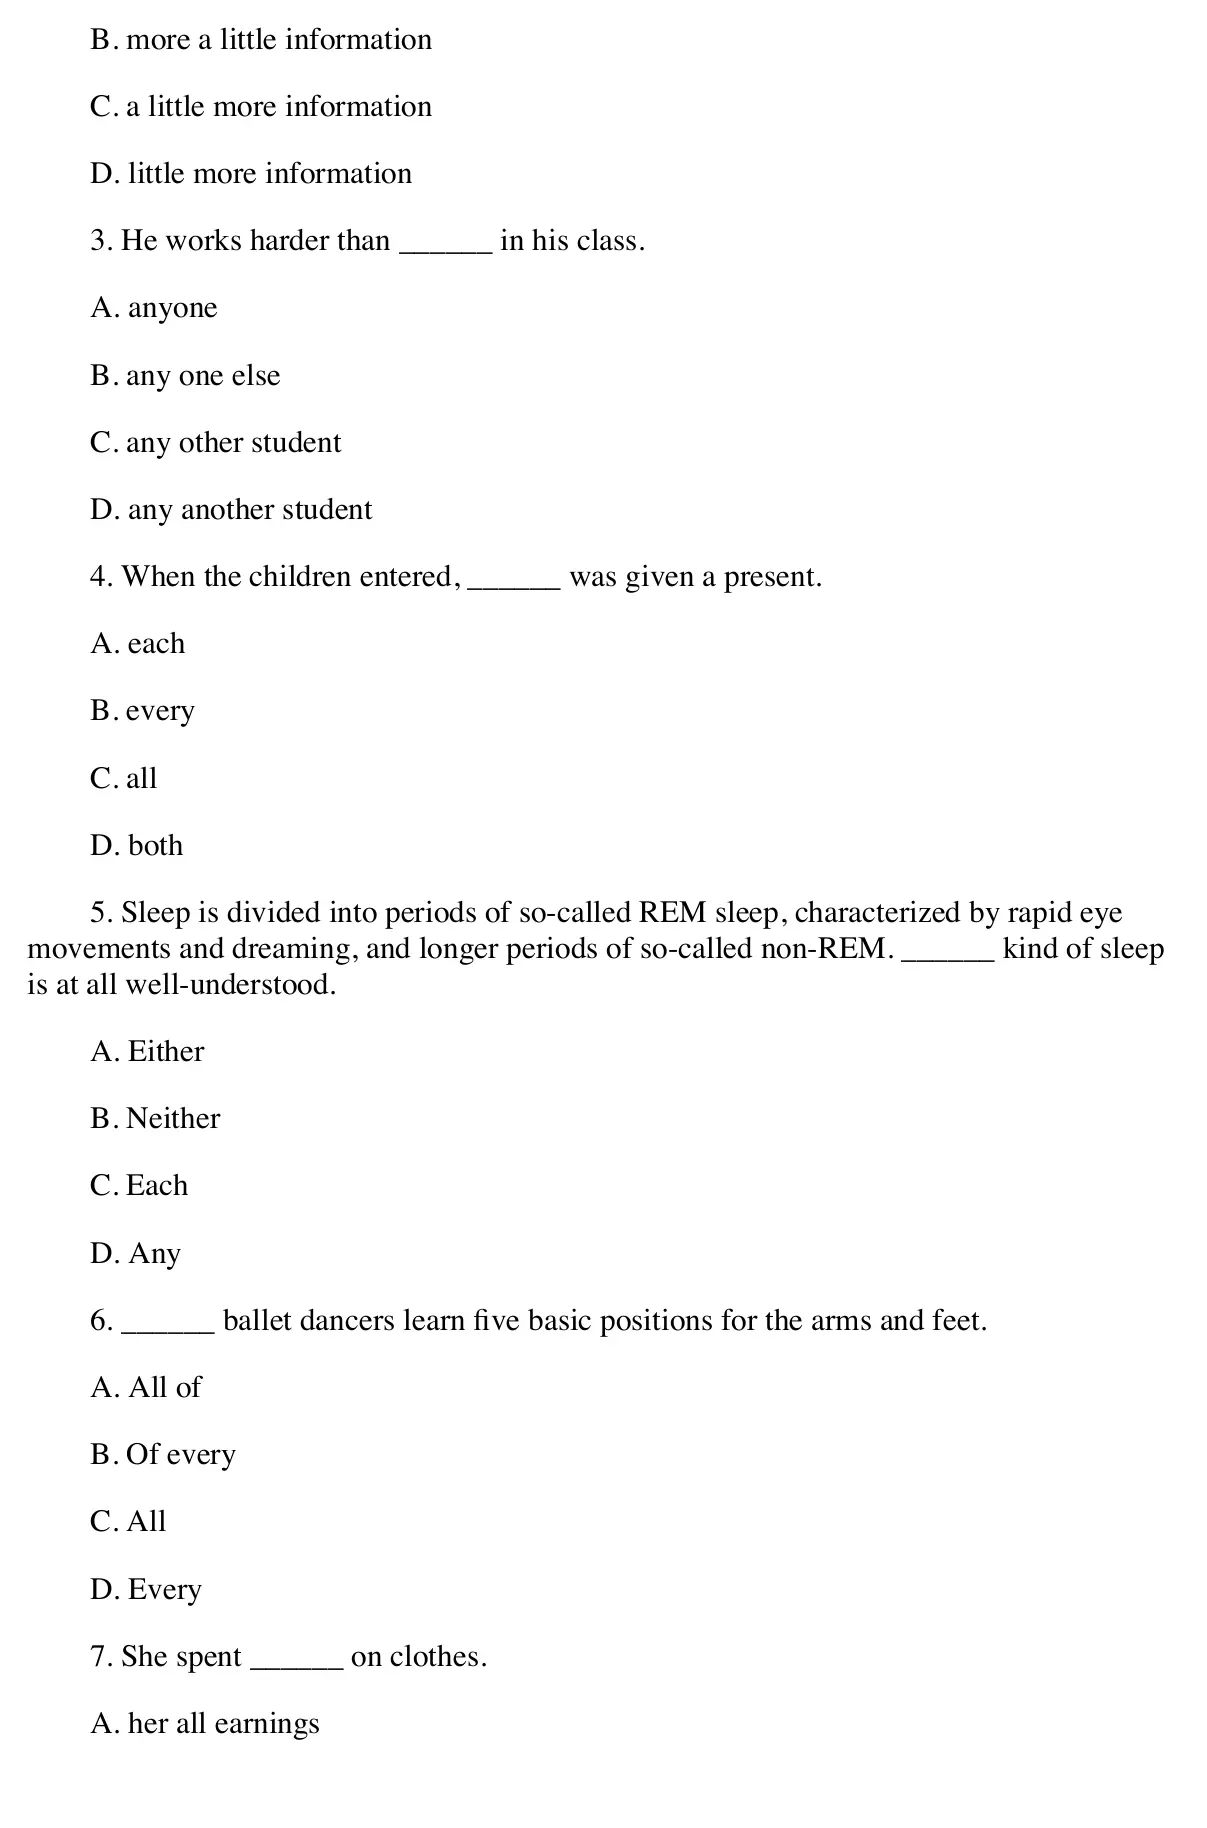 B. more a little information
C. a little more information
D. little more information
3. He works harder than ______ in his class.
A. anyone
B. any one else
C. any other student
D. any another student
4. When the children entered, ______ was given a present.
A. each
B. every
C. all
D. both
5. Sleep is divided into periods of so-called REM sleep, characterized by rapid eye
movements and dreaming, and longer periods of so-called non-REM. ______ kind of sleep
is at all well-understood.
A. Either
B. Neither
C. Each
D. Any
6. ______ ballet dancers learn five basic positions for the arms and feet.
A. All of
B. Of every
C. All
D. Every
7. She spent ______ on clothes.
A. her all earnings